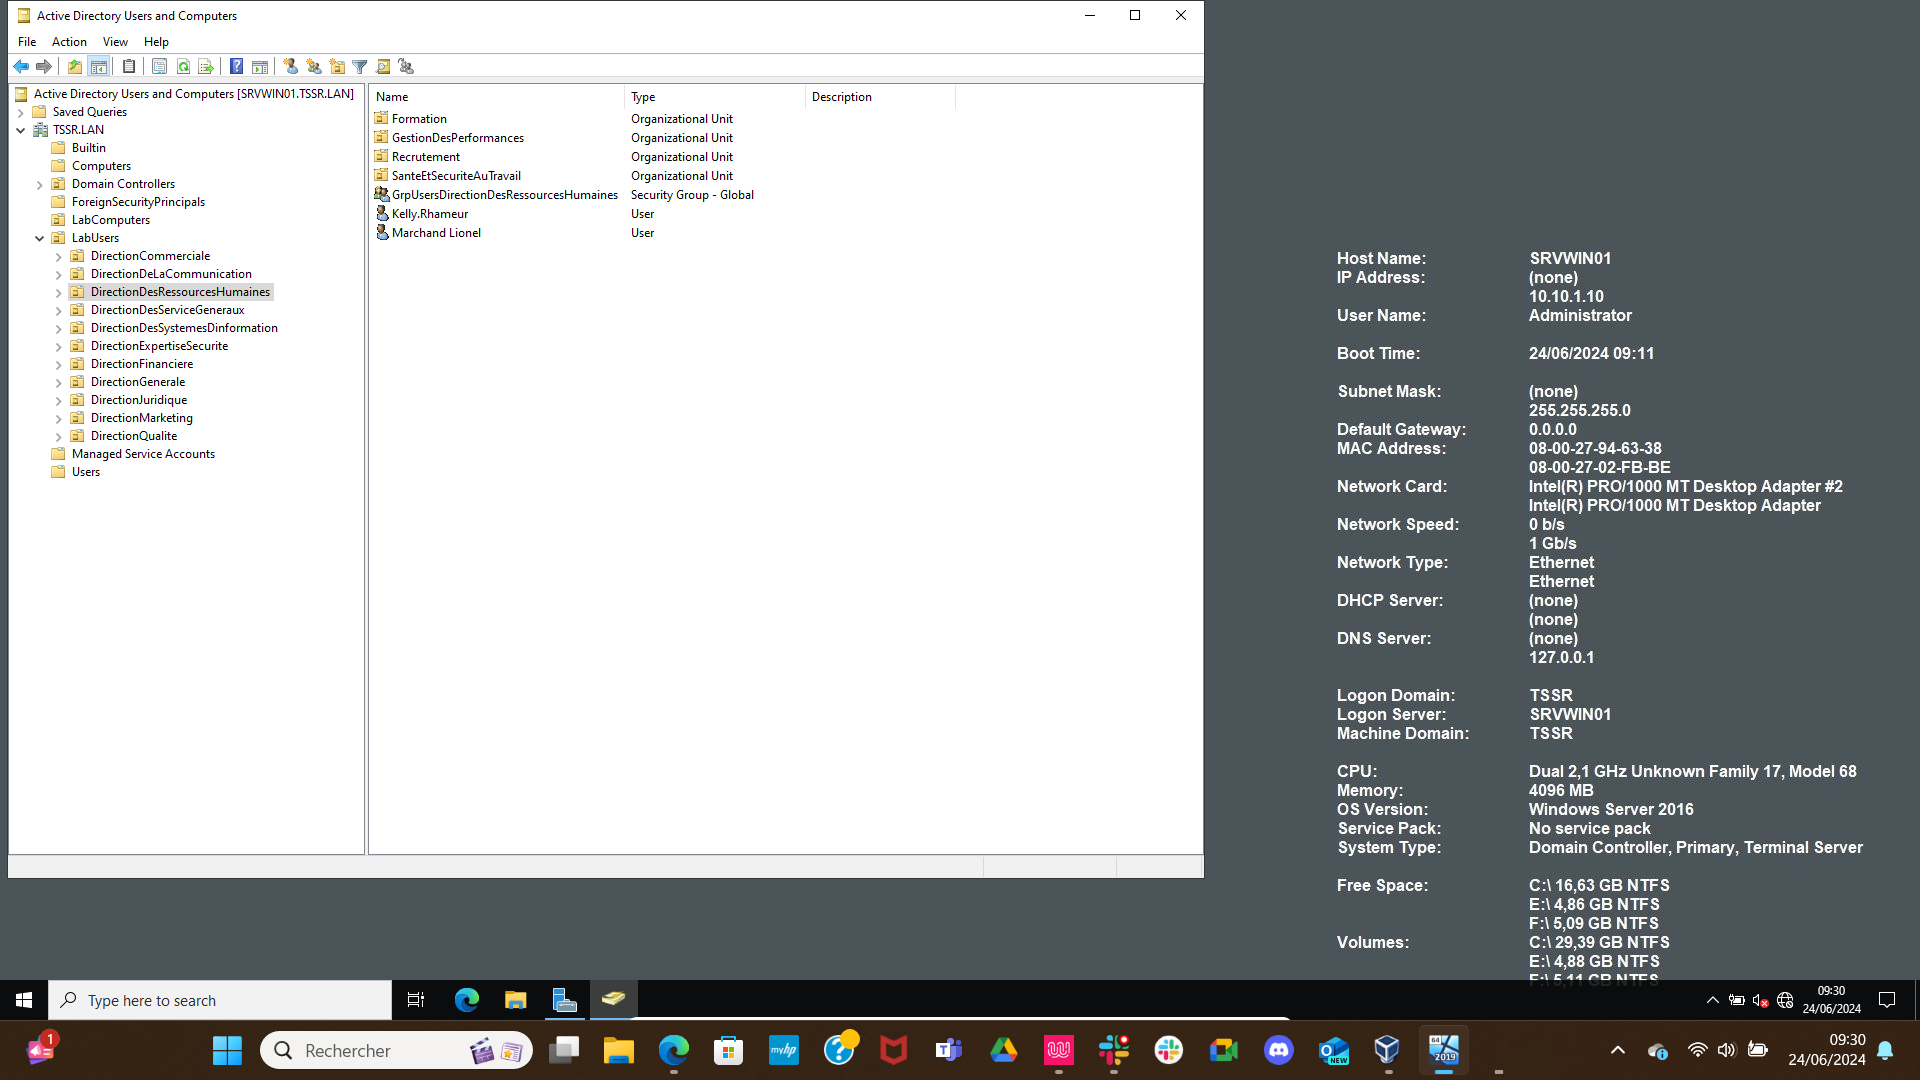 Active Directory Users and Computers
File Action View Help
Active Directory Users and Computers [SRVWIN01.TSSR.LAN]
Saved Queries
TSSR.LAN
Builtin
Computers
Domain Controllers
ForeignSecurityPrincipals
LabComputers
LabUsers
DirectionCommerciale
DirectionDeLaCommunication
DirectionDesRessourcesHumaines
DirectionDesServiceGeneraux
DirectionDesSystemesDinformation
DirectionExpertiseSecurite
DirectionFinanciere
DirectionGenerale
DirectionJuridique
DirectionMarketing
DirectionQualite
Managed Service Accounts
Users
Name Type Description
Formation Organizational Unit
GestionDesPerformances Organizational Unit
Recrutement Organizational Unit
SanteEtSecuriteAuTravail Organizational Unit
GrpUsersDirectionDesRessourcesHumaines Security Group - Global
Kelly.Rhameur User
Marchand Lionel User
Host Name: SRVWIN01
IP Address: (none)
10.10.1.10
User Name: Administrator
Boot Time: 24/06/2024 09:11
Subnet Mask: (none)
255.255.255.0
Default Gateway: 0.0.0.0
MAC Address: 08-00-27-94-63-38
08-00-27-02-FB-BE
Network Card: Intel(R) PRO/1000 MT Desktop Adapter #2
Intel(R) PRO/1000 MT Desktop Adapter
Network Speed: 0 b/s
1 Gb/s
Network Type: Ethernet
Ethernet
DHCP Server: (none)
(none)
DNS Server: (none)
127.0.0.1
Logon Domain: TSSR
Logon Server: SRVWIN01
Machine Domain: TSSR
CPU: Dual 2,1 GHz Unknown Family 17, Model 68
Memory: 4096 MB
OS Version: Windows Server 2016
Service Pack: No service pack
System Type: Domain Controller, Primary, Terminal Server
Free Space: C:\ 16,63 GB NTFS
E:\ 4,86 GB NTFS
F:\ 5,09 GB NTFS
Volumes: C:\ 29,39 GB NTFS
E:\ 4,88 GB NTFS
F:\ 5,11 GB NTFS
Type here to search
09:30
24/06/2024
1
Rechercher
myhp
NEW
64
2019
09:30
24/06/2024